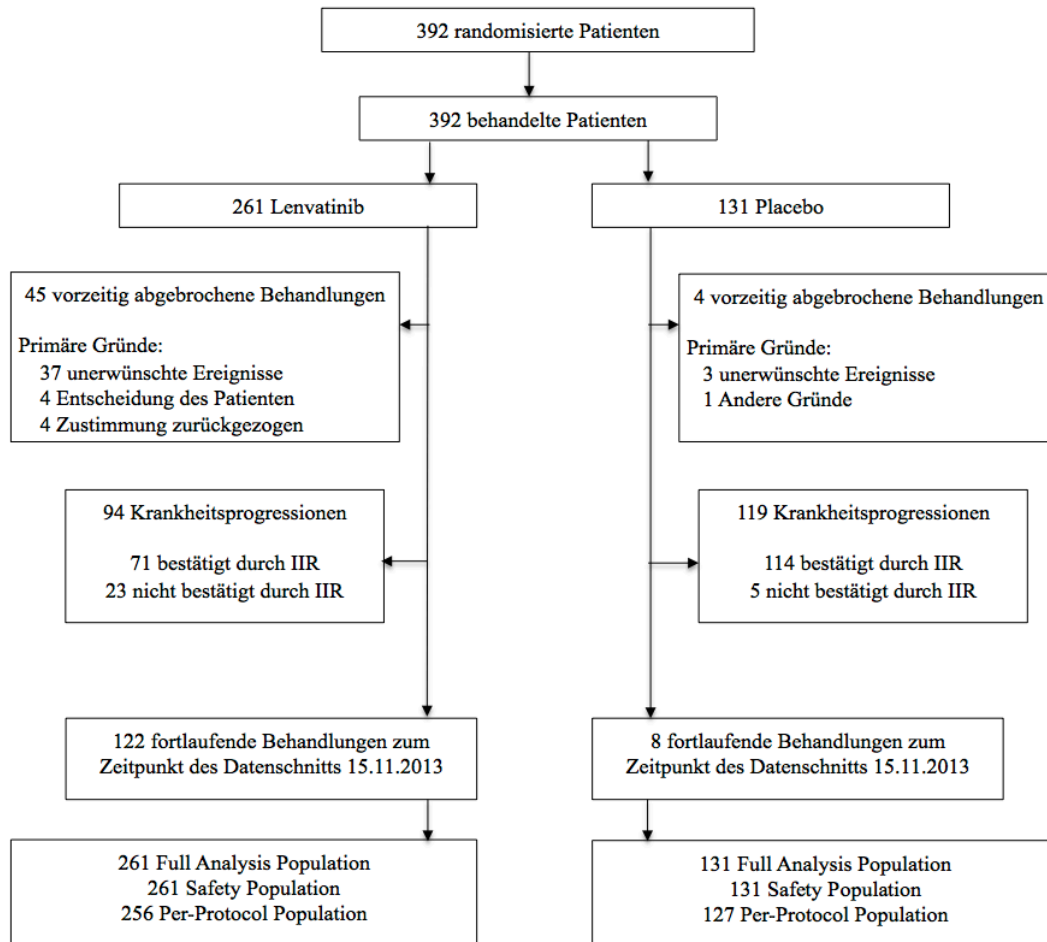 392 randomisierte Patienten
392 behandelte Patienten
261 Lenvatinib
131 Placebo
45 vorzeitig abgebrochene Behandlungen
Primäre Gründe:
37 unerwünschte Ereignisse
4 Entscheidung des Patienten
4 Zustimmung zurückgezogen
4 vorzeitig abgebrochene Behandlungen
Primäre Gründe:
3 unerwünschte Ereignisse
1 Andere Gründe
94 Krankheitsprogressionen
71 bestätigt durch IIR
23 nicht bestätigt durch IIR
119 Krankheitsprogressionen
114 bestätigt durch IIR
5 nicht bestätigt durch IIR
122 fortlaufende Behandlungen zum
Zeitpunkt des Datenschnitts 15.11.2013
8 fortlaufende Behandlungen zum
Zeitpunkt des Datenschnitts 15.11.2013
261 Full Analysis Population
261 Safety Population
256 Per-Protocol Population
131 Full Analysis Population
131 Safety Population
127 Per-Protocol Population